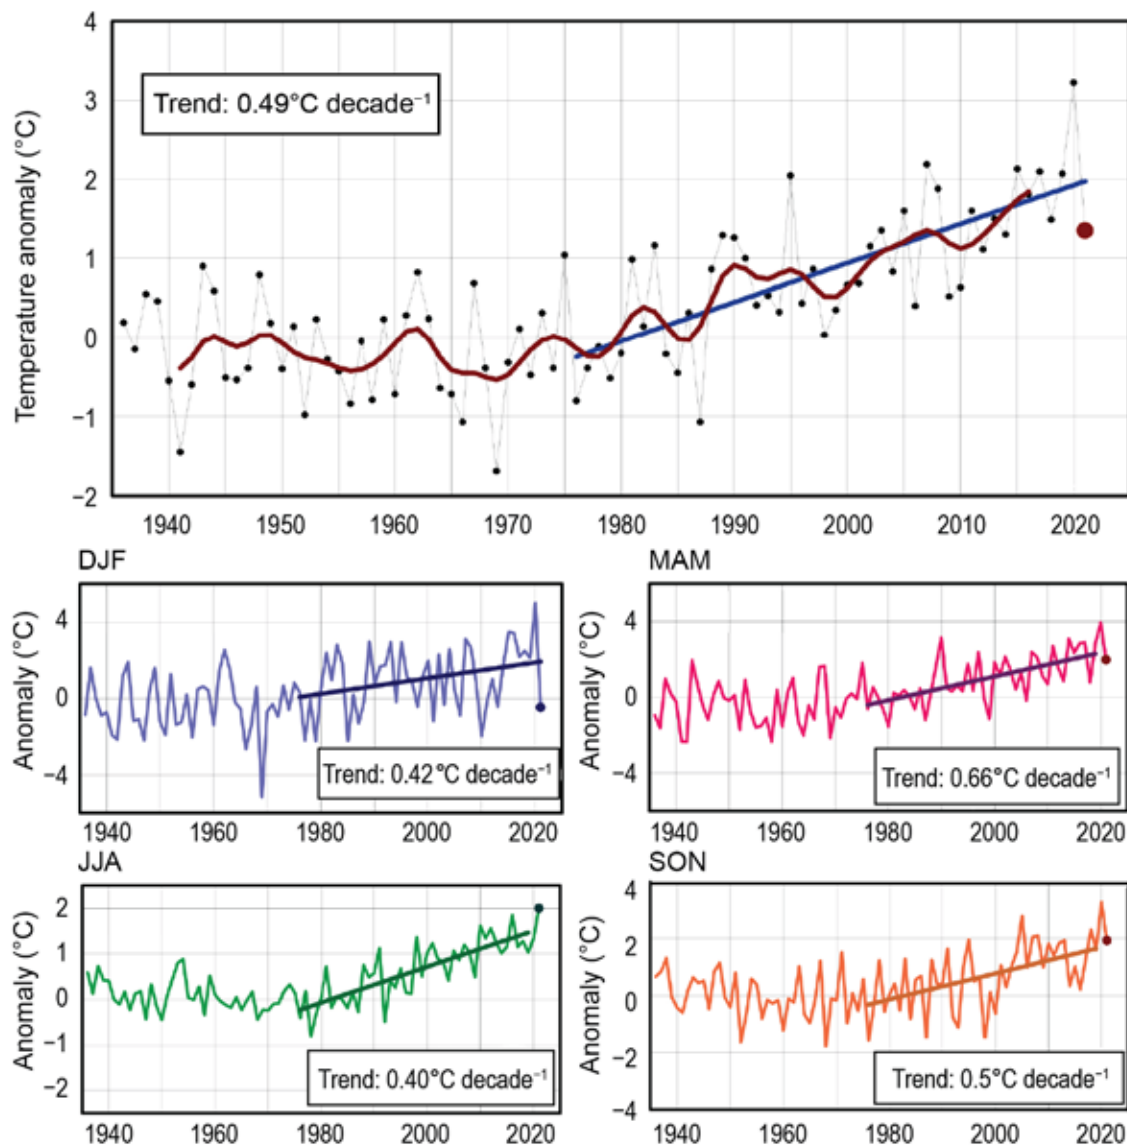 4
3
2
1
0
−1
−2
Temperature anomaly (°C)
Trend: 0.49°C decade⁻¹
1940 1950 1960 1970 1980 1990 2000 2010 2020
DJF
4
0
−4
Anomaly (°C)
Trend: 0.42°C decade⁻¹
1940 1960 1980 2000 2020
MAM
4
0
−4
Anomaly (°C)
Trend: 0.66°C decade⁻¹
1940 1960 1980 2000 2020
JJA
2
1
0
−1
−2
Anomaly (°C)
Trend: 0.40°C decade⁻¹
1940 1960 1980 2000 2020
SON
4
2
0
−2
−4
Anomaly (°C)
Trend: 0.5°C decade⁻¹
1940 1960 1980 2000 2020